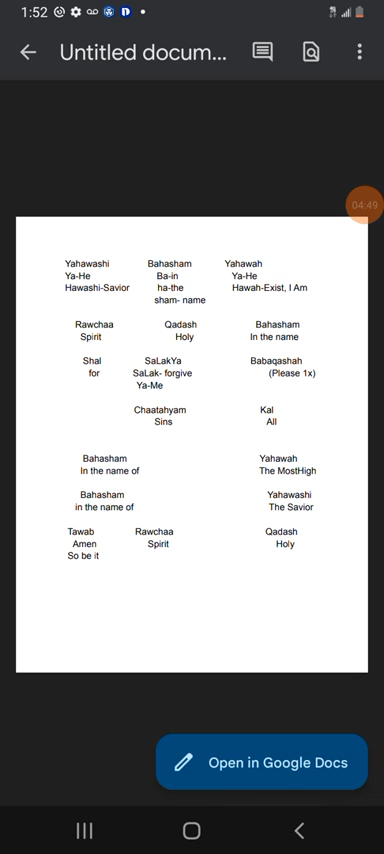 1:52
Untitled docum...
04:49
Yahawashi Bahasham Yahawah
Ya-He Ba-in Ya-He
Hawashi-Savior ha-the Hawah-Exist, I Am
sham- name
Rawchaa Qadash Bahasham
Spirit Holy In the name
Shal SaLakYa Babaqashah
for SaLak- forgive (Please 1x)
Ya-Me
Chaatahyam Kal
Sins All
Bahasham Yahawah
In the name of The MostHigh
Bahasham Yahawashi
in the name of The Savior
Tawab Rawchaa Qadash
Amen Spirit Holy
So be it
Open in Google Docs